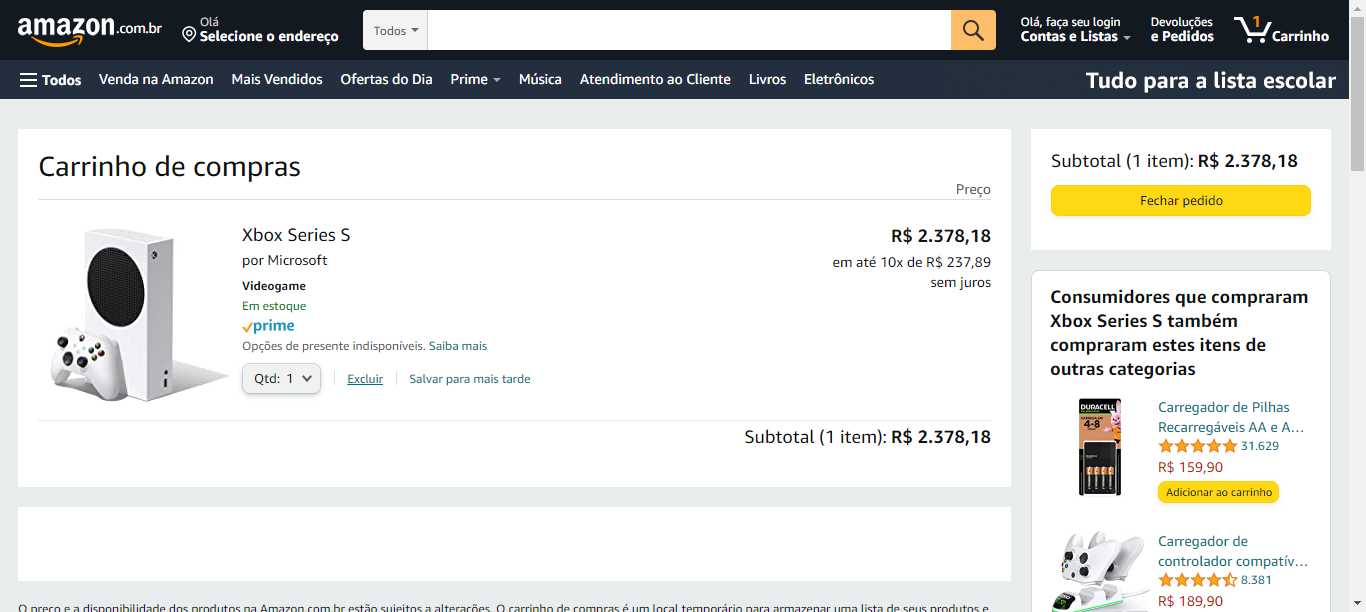 amazon.com.br
Olá
Selecione o endereço
Todos
Olá, faça seu login
Contas e Listas
Devoluções
e Pedidos
1
Carrinho
Todos
Venda na Amazon
Mais Vendidos
Ofertas do Dia
Prime
Música
Atendimento ao Cliente
Livros
Eletrônicos
Tudo para a lista escolar
Carrinho de compras
Preço
Xbox Series S
R$ 2.378,18
por Microsoft
em até 10x de R$ 237,89
sem juros
Videogame
Em estoque
prime
Opções de presente indisponíveis. Saiba mais
Qtd: 1
Excluir
Salvar para mais tarde
Subtotal (1 item): R$ 2.378,18
O preço e a disponibilidade dos produtos na Amazon.com.br estão sujeitos a alterações. O carrinho de compras é um local temporário para armazenar uma lista de seus produtos e
Subtotal (1 item): R$ 2.378,18
Fechar pedido
Consumidores que compraram
Xbox Series S também
compraram estes itens de
outras categorias
DURACELL
4-8
Carregador de Pilhas
Recarregáveis AA e A…
31.629
R$ 159,90
Adicionar ao carrinho
Carregador de
controlador compatív…
8.381
R$ 189,90